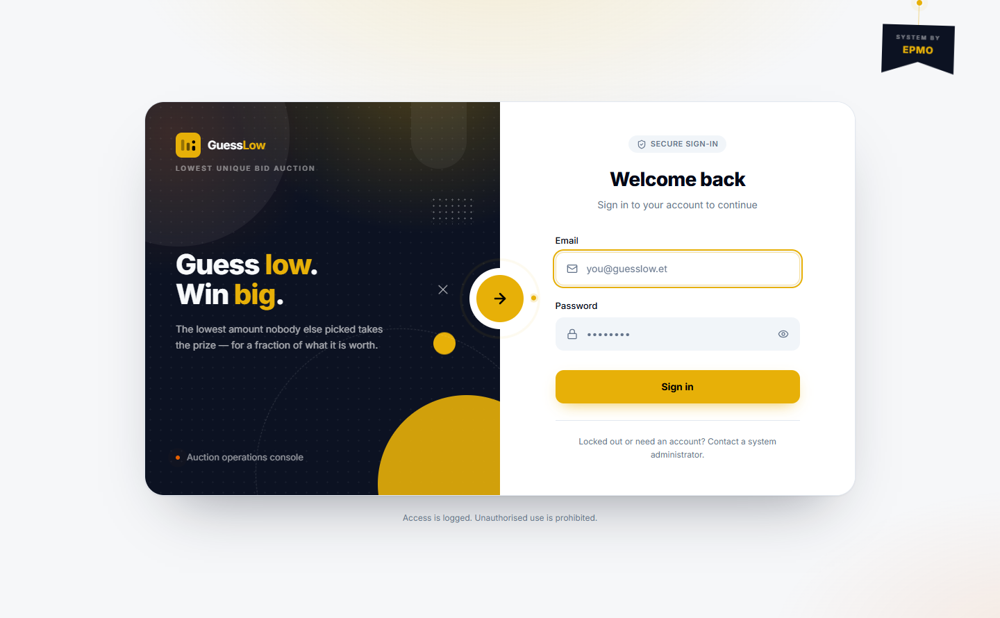 SYSTEM BY
EPMO
GuessLow
LOWEST UNIQUE BID AUCTION
Guess low.
Win big.
The lowest amount nobody else picked takes
the prize — for a fraction of what it is worth.
Auction operations console
SECURE SIGN-IN
Welcome back
Sign in to your account to continue
Email
you@guesslow.et
Password
••••••••
Sign in
Locked out or need an account? Contact a system
administrator.
Access is logged. Unauthorised use is prohibited.